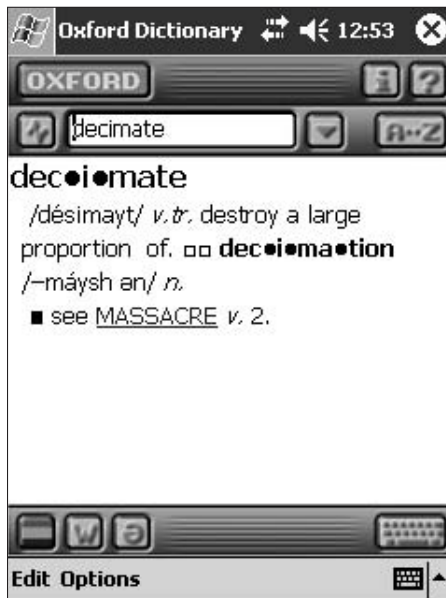 Oxford Dictionary 12:53
OXFORD i ?
decimate A↔Z
dec●i●mate
/désimayt/ v.tr. destroy a large
proportion of. □□ dec●i●ma●tion
/–máysh ən/ n.
■ see MASSACRE v. 2.
W ə
Edit Options